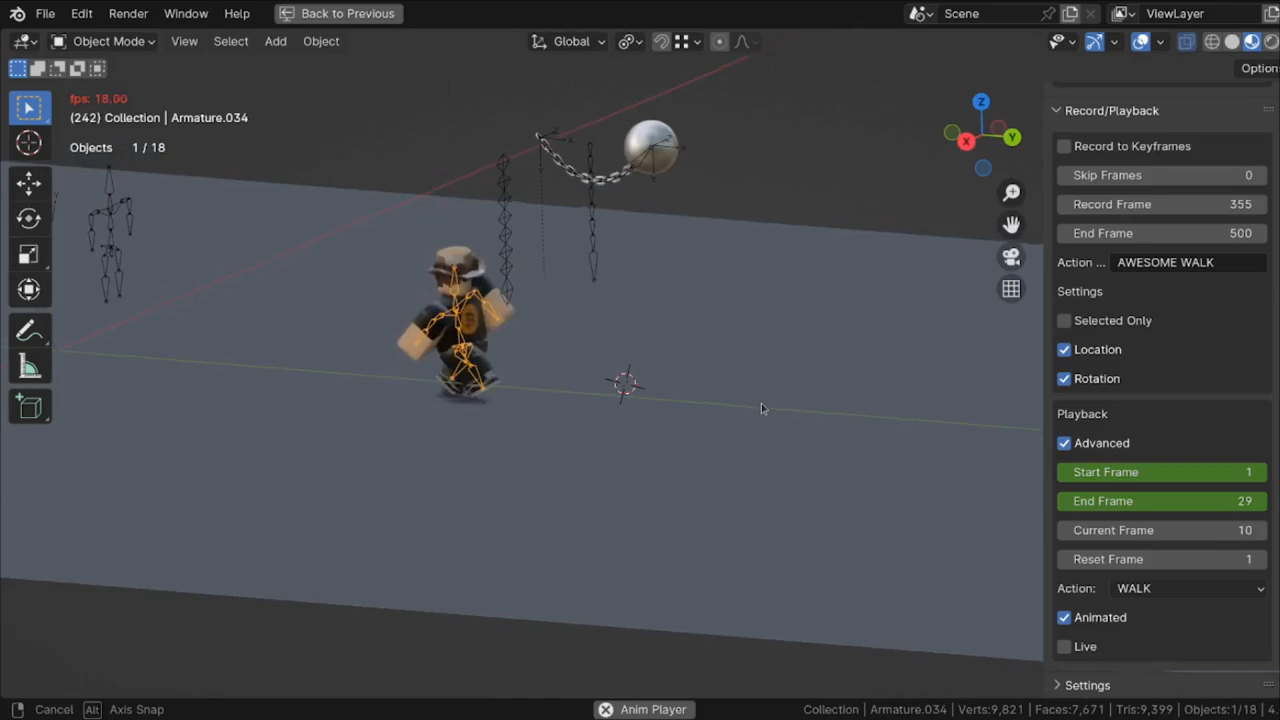 File Edit Render Window Help Back to Previous Scene ViewLayer
Object Mode View Select Add Object Global
Option
fps: 18.00
(242) Collection | Armature.034
Objects 1 / 18
Z
X
Y
Record/Playback
Record to Keyframes
Skip Frames 0
Record Frame 355
End Frame 500
Action ... AWESOME WALK
Settings
Selected Only
Location
Rotation
Playback
Advanced
Start Frame 1
End Frame 29
Current Frame 10
Reset Frame 1
Action: WALK
Animated
Live
Settings
Cancel Alt Axis Snap Anim Player Collection | Armature.034 | Verts:9,821 | Faces:7,671 | Tris:9,399 | Objects:1/18 | 4